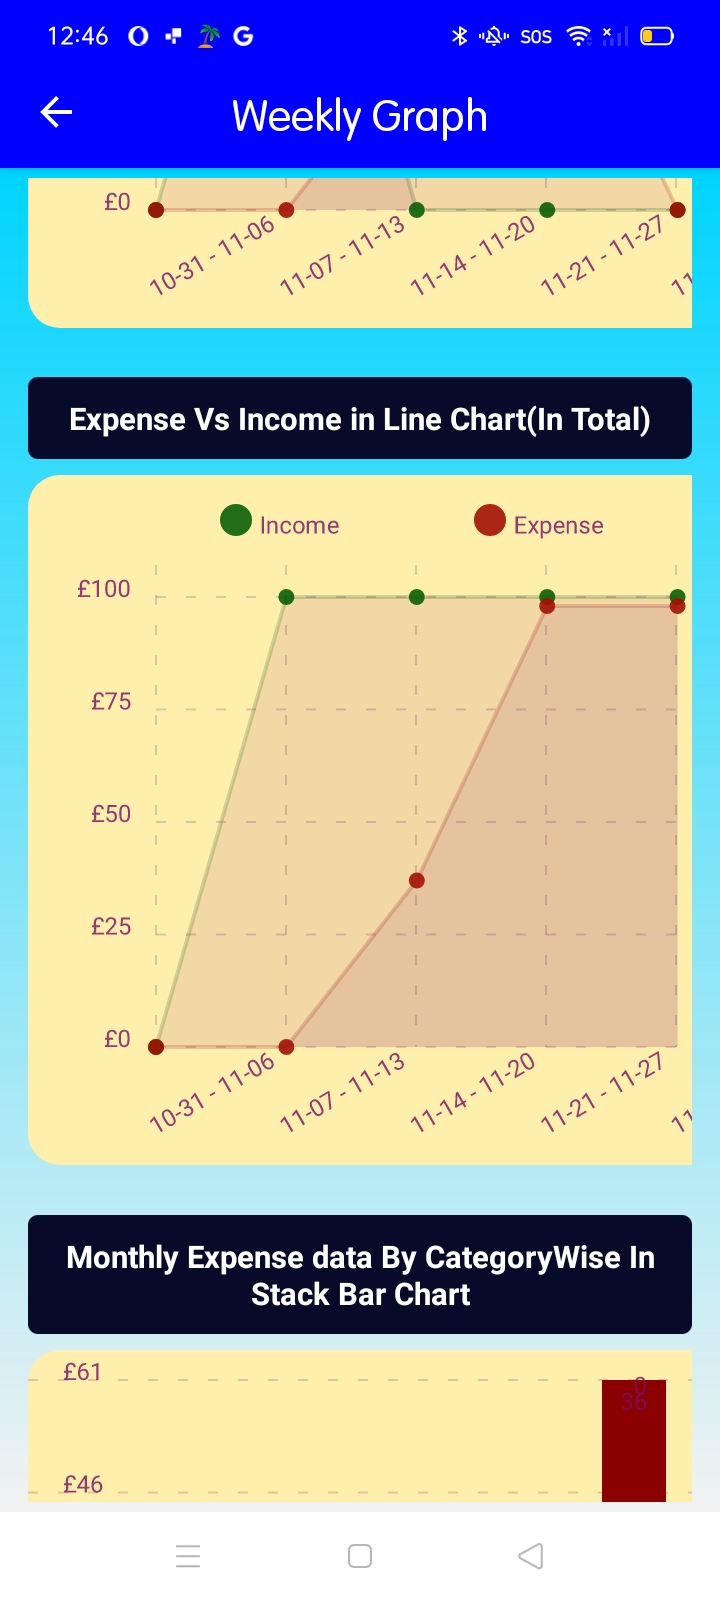 12:46 SOS
Weekly Graph
£0
10-31 - 11-06
11-07 - 11-13
11-14 - 11-20
11-21 - 11-27
11
Expense Vs Income in Line Chart(In Total)
Income Expense
£100
£75
£50
£25
£0
10-31 - 11-06
11-07 - 11-13
11-14 - 11-20
11-21 - 11-27
11
Monthly Expense data By CategoryWise In
Stack Bar Chart
£61
0
36
£46